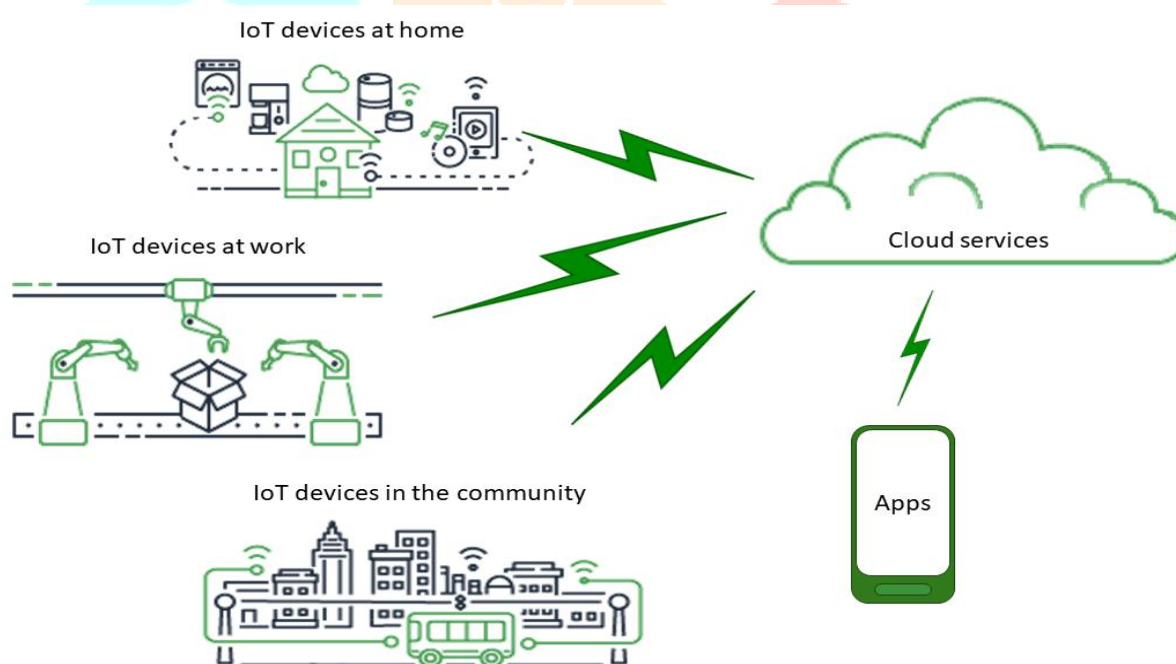 IoT devices at home
Cloud services
IoT devices at work
IoT devices in the community
Apps